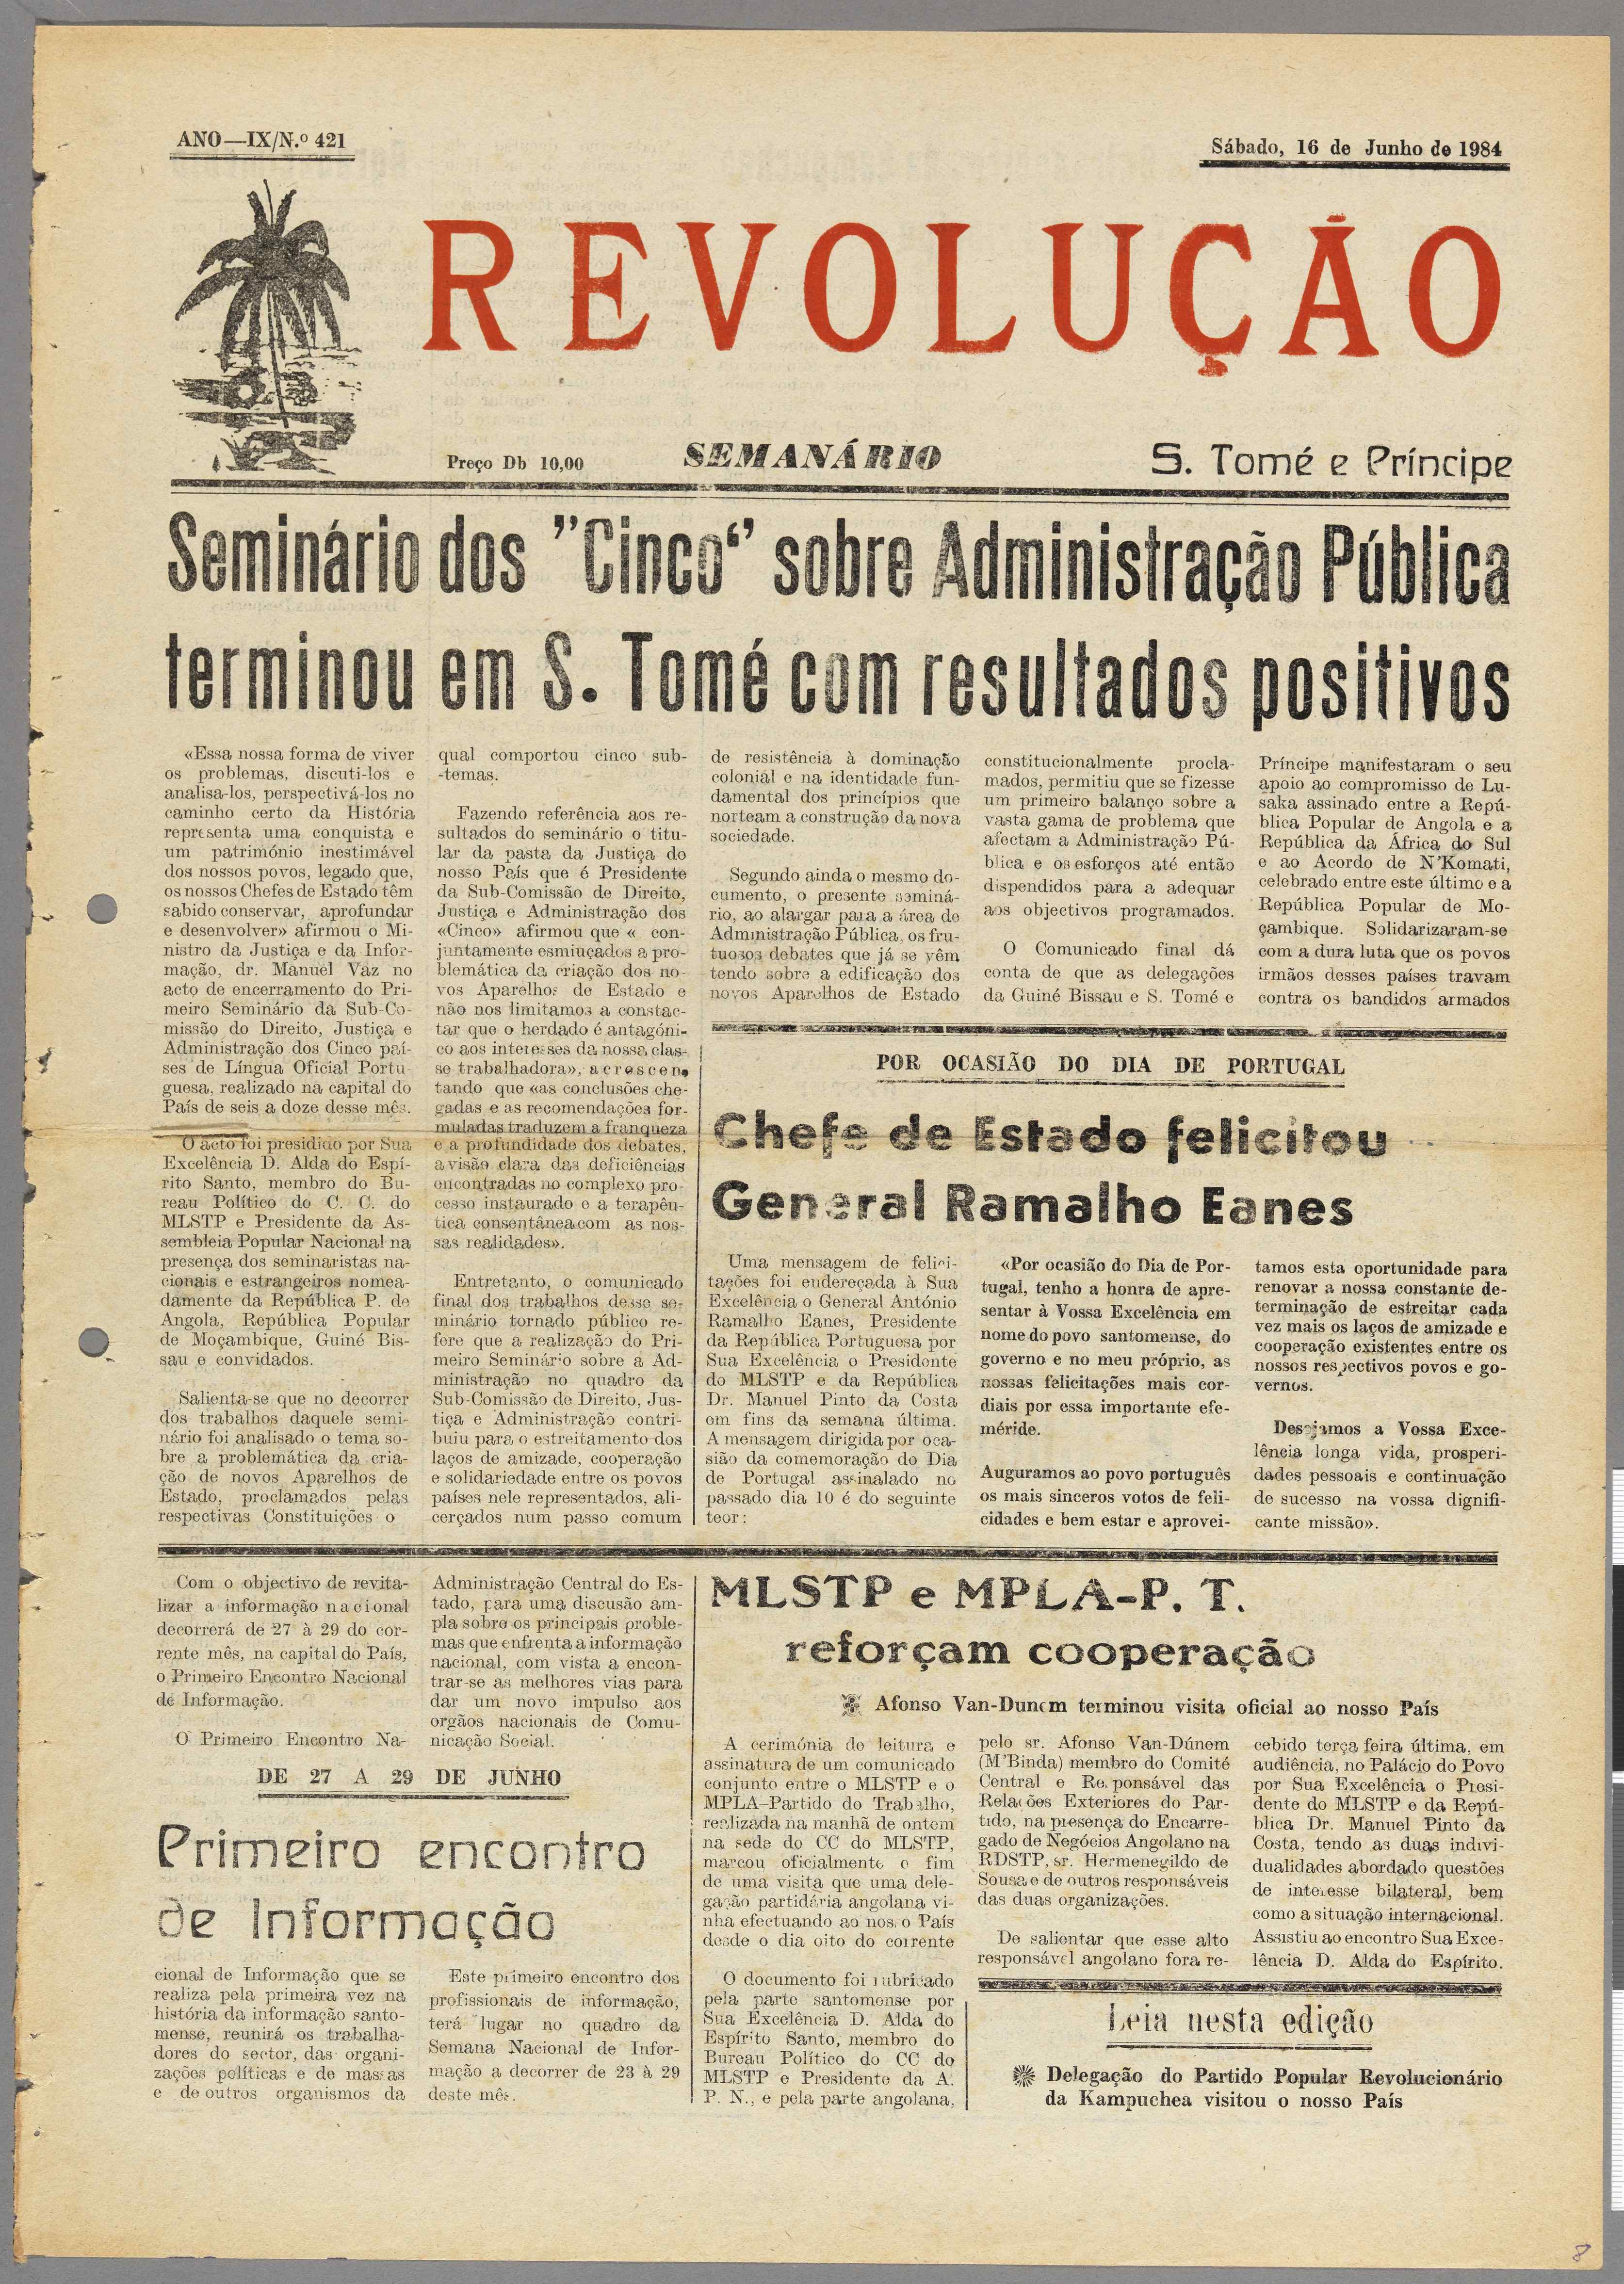 ANO—IX/N.º 421
Sábado, 16 de Junho de 1984
REVOLUÇÃO
Preço Db 10,00
SEMANÁRIO
S. Tomé e Príncipe
Seminário dos "Cinco" sobre Administração Pública
terminou em S. Tomé com resultados positivos
«Essa nossa forma de viver
os problemas, discuti-los e
analisa-los, perspectivá-los no
caminho certo da História
representa uma conquista e
um património inestimável
dos nossos povos, legado que,
os nossos Chefes de Estado têm
sabido conservar, aprofundar
e desenvolver» afirmou o Mi-
nistro da Justiça e da Infor-
mação, dr. Manuel Váz no
acto de encerramento do Pri-
meiro Seminário da Sub-Co-
missão do Direito, Justiça e
Administração dos Cinco paí-
ses de Língua Oficial Portu
guesa, realizado na capital do
País de seis a doze desse mês.
O acto foi presidido por Sua
Excelência D. Alda do Espí-
rito Santo, membro do Bu-
reau Político do C. C. do
MLSTP e Presidente da As-
sembleia Popular Nacional na
presença dos seminaristas na-
cionais e estrangeiros nomea-
damente da República P. de
Angola, República Popular
de Moçambique, Guiné Bis-
sau e convidados.
Salienta-se que no decorrer
dos trabalhos daquele semi-
nário foi analisado o tema so-
bre a problemática da cria-
ção de novos Aparelhos de
Estado, proclamados pelas
respectivas Constituições o
qual comportou cinco sub-
-temas.
Fazendo referência aos re-
sultados do seminário o titu-
lar da pasta da Justiça do
nosso País que é Presidente
da Sub-Comissão de Direito,
Justiça e Administração dos
«Cinco» afirmou que « con-
juntamente esmiuçados a pro-
blemática da criação dos no-
vos Aparelhos de Estado e
não nos limitamos a constac-
tar que o herdado é antagóni-
co aos interesses da nossa clas-
se trabalhadora», acrescen
tando que «as conclusões che-
gadas e as recomendações for-
muladas traduzem a franqueza
e a profundidade dos debates,
a visão clara das deficiências
encontradas no complexo pro-
cesso instaurado e a terapêu-
tica consentânea com as nos-
sas realidades».
Entretanto, o comunicado
final dos trabalhos desse se-
minário tornado público re-
fere que a realização do Pri-
meiro Seminário sobre a Ad-
ministração no quadro da
Sub-Comissão de Direito, Jus-
tiça e Administração contri-
buiu para o estreitamento dos
laços de amizade, cooperação
e solidariedade entre os povos
países nele representados, ali-
cerçados num passo comum
de resistência à dominação
colonial e na identidade fun-
damental dos princípios que
norteam a construção da nova
sociedade.
Segundo ainda o mesmo do-
cumento, o presente seminá-
rio, ao alargar para a área de
Administração Pública, os fru-
tuosos debates que já se vêm
tendo sobre a edificação dos
novos Aparelhos de Estado
constitucionalmente procla-
mados, permitiu que se fizesse
um primeiro balanço sobre a
vasta gama de problema que
afectam a Administração Pú-
blica e os esforços até então
dispendidos para a adequar
aos objectivos programados.
O Comunicado final dá
conta de que as delegações
da Guiné Bissau e S. Tomé e
Príncipe manifestaram o seu
apoio ao compromisso de Lu-
saka assinado entre a Repú-
blica Popular de Angola e a
República da África do Sul
e ao Acordo de N'Komati,
celebrado entre este último e a
República Popular de Mo-
çambique. Solidarizaram-se
com a dura luta que os povos
irmãos desses países travam
contra os bandidos armados
POR OCASIÃO DO DIA DE PORTUGAL
Chefe de Estado felicitou
General Ramalho Eanes
Uma mensagem de felici-
tações foi endereçada à Sua
Excelência o General António
Ramalho Eanes, Presidente
da República Portuguesa por
Sua Excelência o Presidente
do MLSTP e da República
Dr. Manuel Pinto da Costa
em fins da semana última.
A mensagem dirigida por oca-
sião da comemoração do Dia
de Portugal assinalado no
passado dia 10 é do seguinte
teor:
«Por ocasião do Dia de Por-
tugal, tenho a honra de apre-
sentar à Vossa Excelência em
nome do povo santomense, do
governo e no meu próprio, as
nossas felicitações mais cor-
diais por essa importante efe-
méride.
Auguramos ao povo português
os mais sinceros votos de feli-
cidades e bem estar e aprovei-
tamos esta oportunidade para
renovar a nossa constante de-
terminação de estreitar cada
vez mais os laços de amizade e
cooperação existentes entre os
nossos respectivos povos e go-
vernos.
Desejamos a Vossa Exce-
lência longa vida, prosperi-
dades pessoais e continuação
de sucesso na vossa dignifi-
cante missão».
Com o objectivo de revita-
lizar a informação nacional
decorrerá de 27 à 29 do cor-
rente mês, na capital do País,
o Primeiro Encontro Nacional
de Informação.
O Primeiro Encontro Na-
Administração Central do Es-
tado, para uma discusão am-
pla sobre os principais proble-
mas que enfrenta a informação
nacional, com vista a encon-
trar-se as melhores vias para
dar um novo impulso aos
orgãos nacionais de Comu-
nicação Social.
DE 27 A 29 DE JUNHO
Primeiro encontro
de Informação
cional de Informação que se
realiza pela primeira vez na
história da informação santo-
mense, reunirá os trabalha-
dores do sector, das organi-
zações políticas e de massas
e de outros organismos da
Este primeiro encontro dos
profissionais de informação,
terá lugar no quadro da
Semana Nacional de Infor-
mação a decorrer de 23 à 29
deste mês.
MLSTP e MPLA-P. T.
reforçam cooperação
Afonso Van-Dunem terminou visita oficial ao nosso País
A cerimónia de leitura e
assinatura de um comunicado
conjunto entre o MLSTP e o
MPLA-Partido do Trabalho,
realizada na manhã de ontem
na sede do CC do MLSTP,
marcou oficialmente o fim
de uma visita que uma dele-
gação partidária angolana vi-
nha efectuando ao nosso País
desde o dia oito do corrente
O documento foi rubricado
pela parte santomense por
Sua Excelência D. Alda do
Espírito Santo, membro do
Bureau Político do CC do
MLSTP e Presidente da A.
P. N., e pela parte angolana,
pelo sr. Afonso Van-Dúnem
(M'Binda) membro do Comité
Central e Responsável das
Relações Exteriores do Par-
tido, na presença do Encarre-
gado de Negócios Angolano na
RDSTP, sr. Hermenegildo de
Sousa e de outros responsáveis
das duas organizações.
De salientar que esse alto
responsável angolano fora re-
cebido terça feira última, em
audiência, no Palácio do Povo
por Sua Excelência o Presi-
dente do MLSTP e da Repú-
blica Dr. Manuel Pinto da
Costa, tendo as duas indivi-
dualidades abordado questões
de interesse bilateral, bem
como a situação internacional.
Assistiu ao encontro Sua Exce-
lência D. Alda do Espírito.
Leia nesta edição
Delegação do Partido Popular Revolucionário
da Kampuchea visitou o nosso País
8